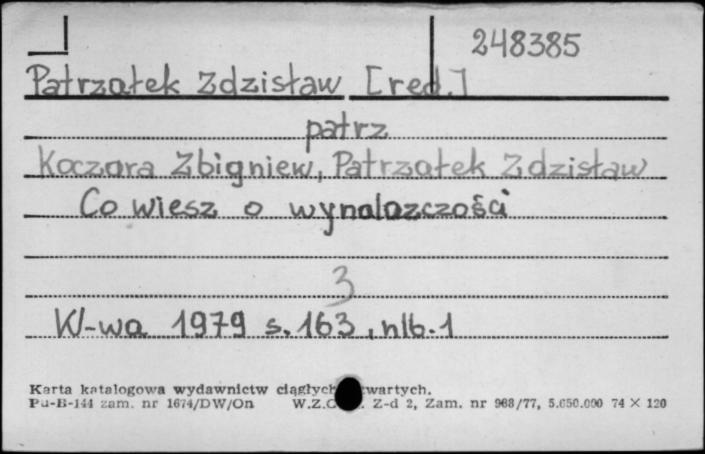 248385
Patrzałek Zdzisław [red.]
patrz
Koczara Zbigniew, Patrzałek Zdzisław
Co wiesz o wynalazczości
3
W-wa 1979 s. 163, nlb. 1
Karta katalogowa wydawnictw ciągłych
Pu-B-144 zam. nr 1674/DW/On Z-d 2, Zam. nr 968/77, 5.650.000 74 × 120